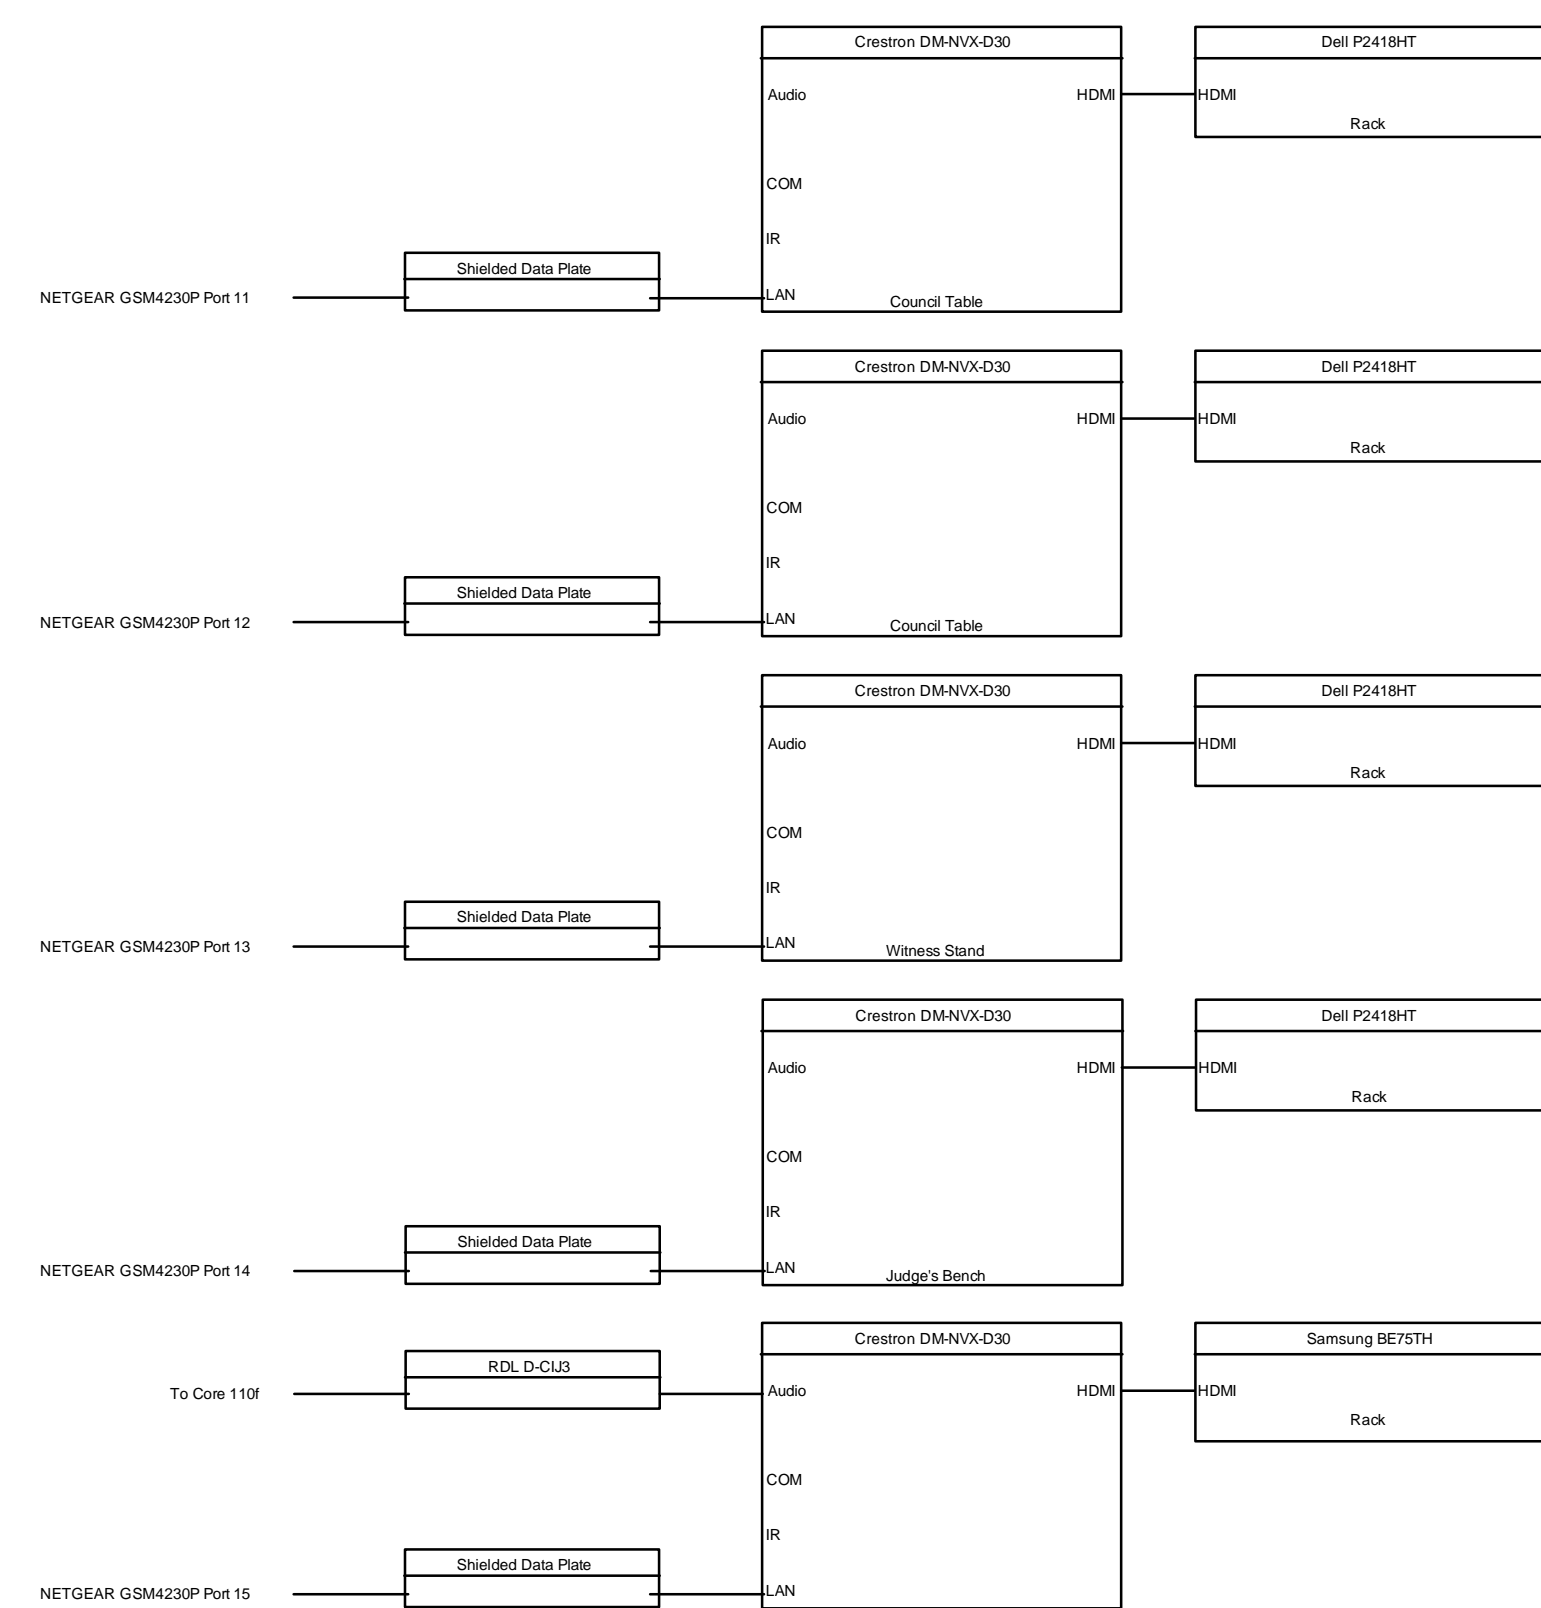 Crestron DM-NVX-D30
Dell P2418HT
Audio
HDMI
HDMI
Rack
COM
IR
Shielded Data Plate
NETGEAR GSM4230P Port 11
LAN
Council Table
Crestron DM-NVX-D30
Dell P2418HT
Audio
HDMI
HDMI
Rack
COM
IR
Shielded Data Plate
NETGEAR GSM4230P Port 12
LAN
Council Table
Crestron DM-NVX-D30
Dell P2418HT
Audio
HDMI
HDMI
Rack
COM
IR
Shielded Data Plate
NETGEAR GSM4230P Port 13
LAN
Witness Stand
Crestron DM-NVX-D30
Dell P2418HT
Audio
HDMI
HDMI
Rack
COM
IR
Shielded Data Plate
NETGEAR GSM4230P Port 14
LAN
Judge's Bench
Crestron DM-NVX-D30
Samsung BE75TH
RDL D-CIJ3
To Core 110f
Audio
HDMI
HDMI
Rack
COM
IR
Shielded Data Plate
NETGEAR GSM4230P Port 15
LAN